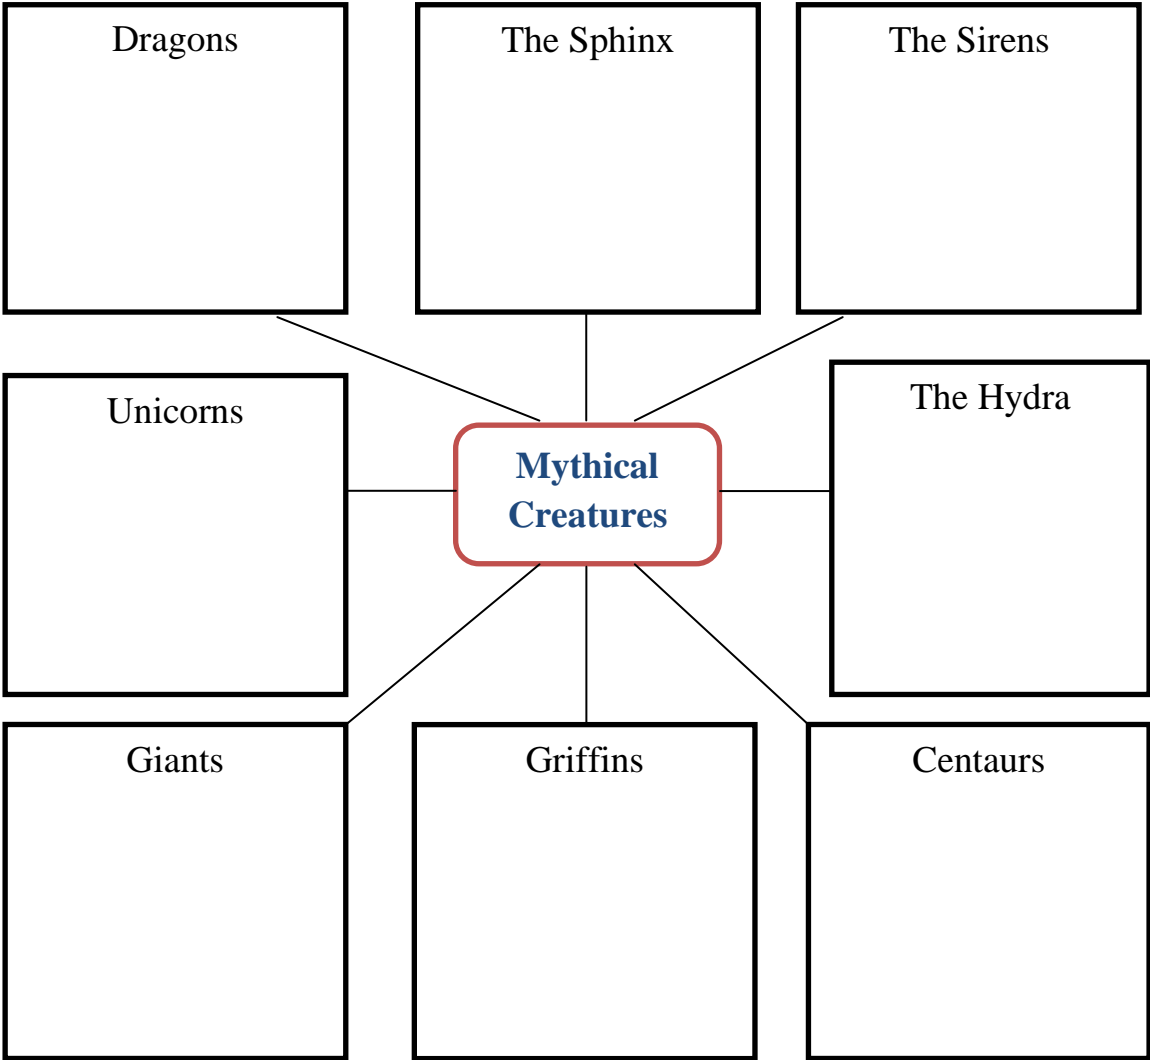 Dragons
The Sphinx
The Sirens
Unicorns
The Hydra
Mythical
Creatures
Giants
Griffins
Centaurs